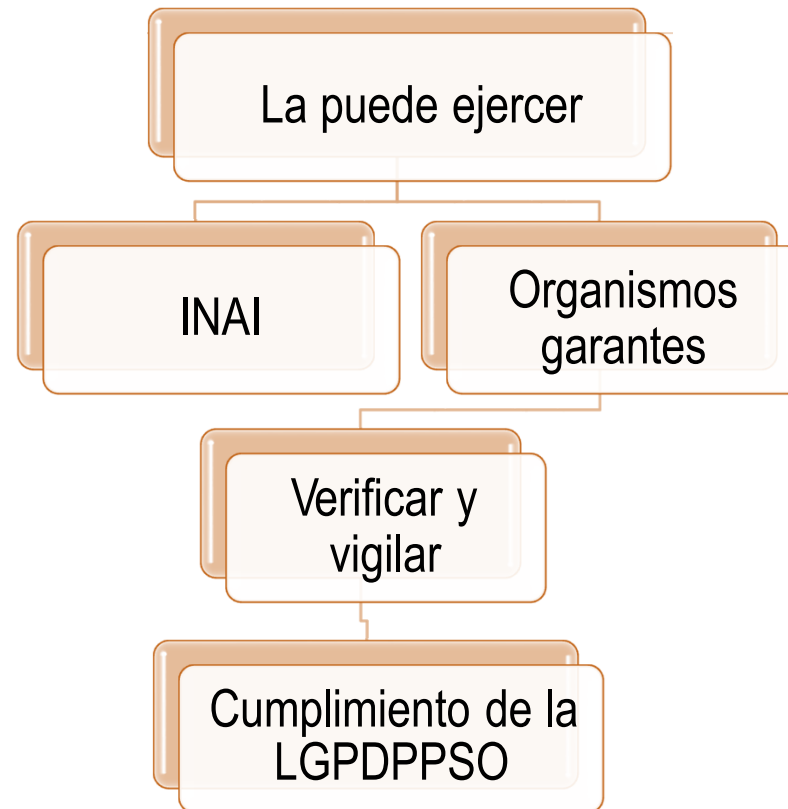 La puede ejercer
INAI
Organismos
garantes
Verificar y
vigilar
Cumplimiento de la
LGPDPPSO